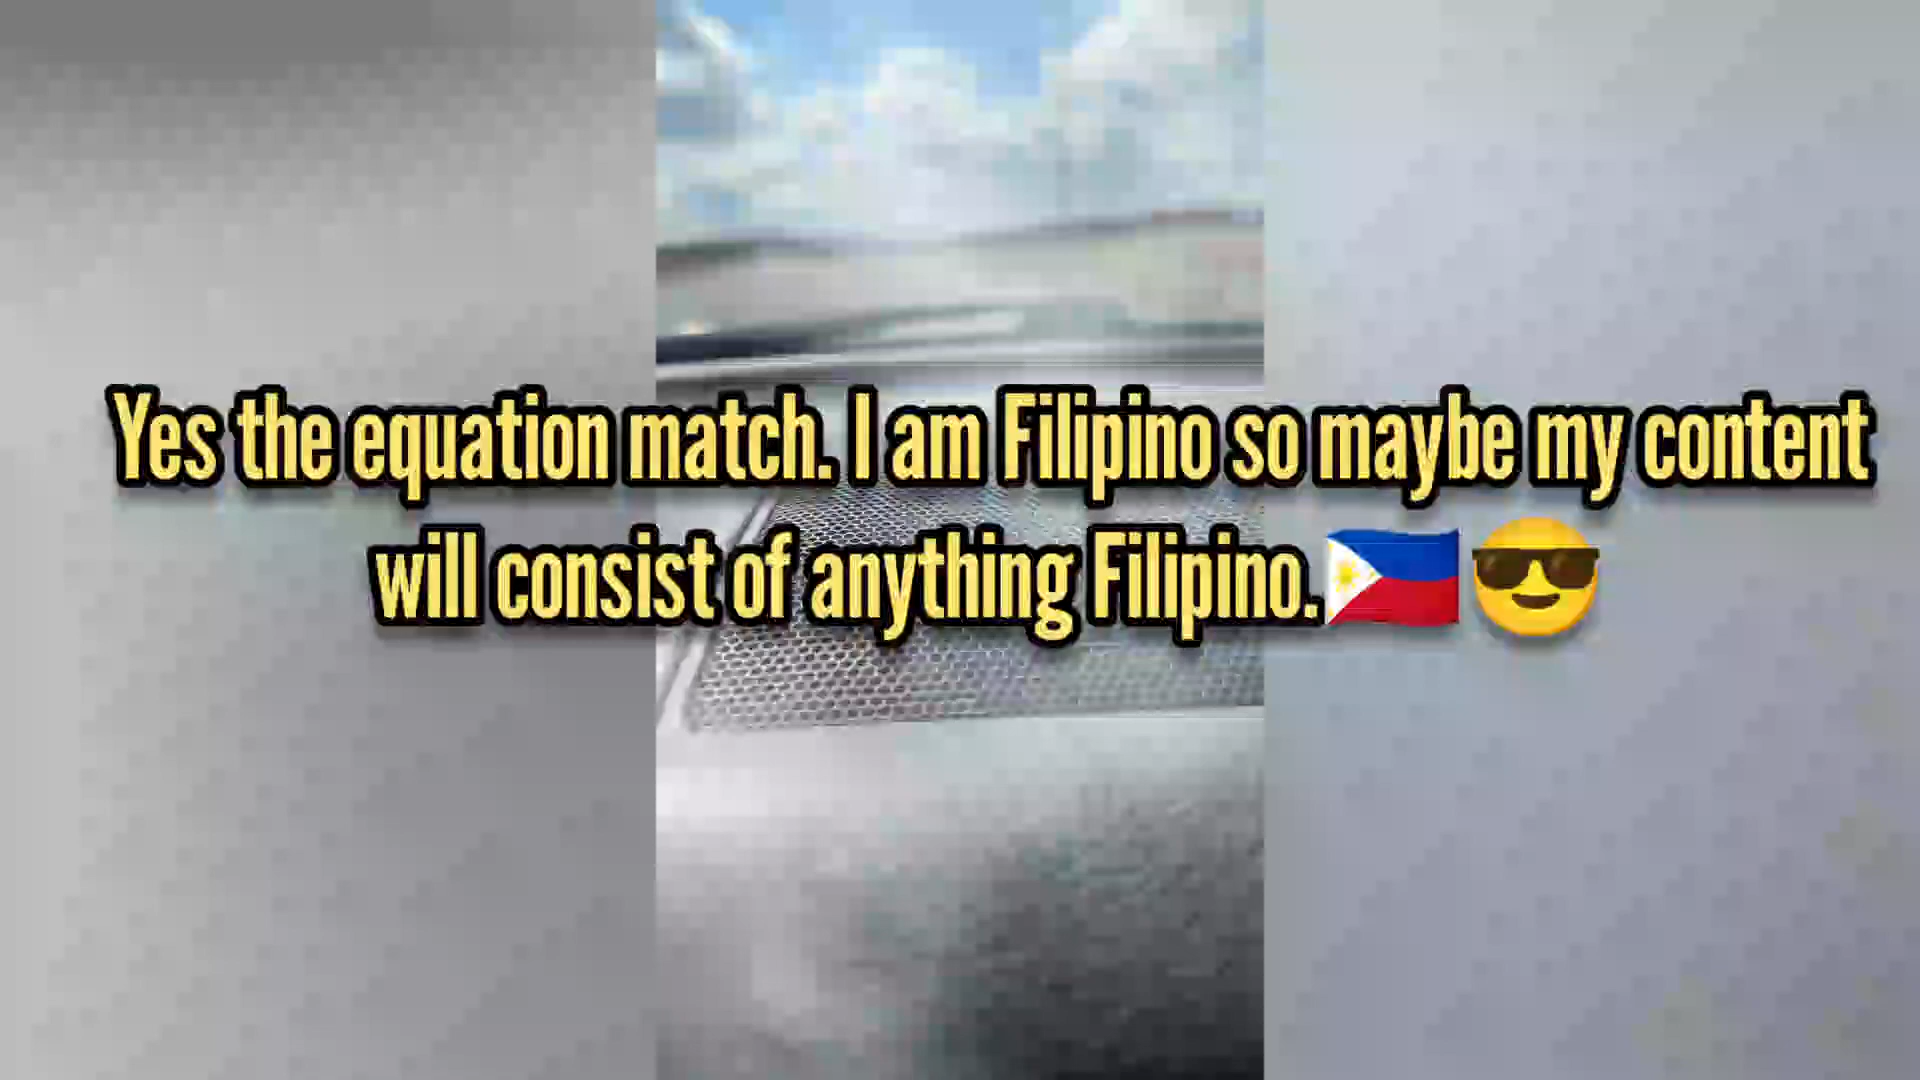 Yes the equation match. I am Filipino so maybe my content
will consist of anything Filipino.🇵🇭😎